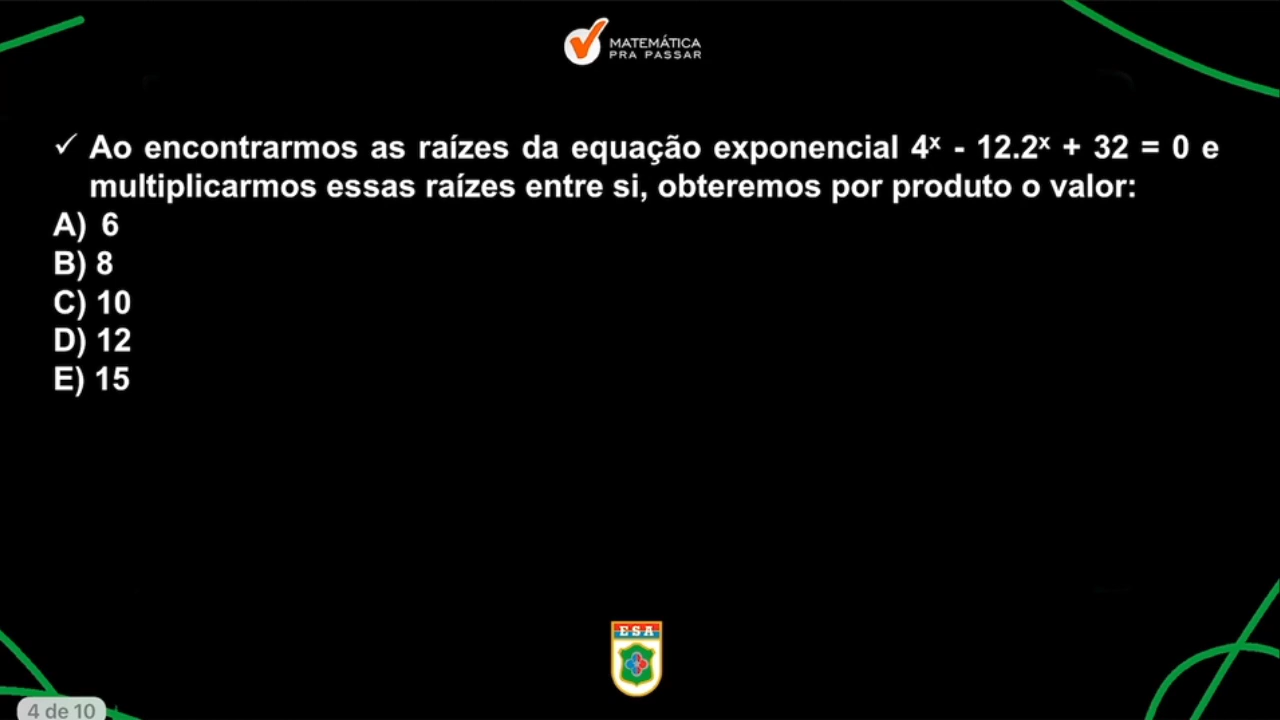 MATEMÁTICA
PRA PASSAR
✓ Ao encontrarmos as raízes da equação exponencial 4ˣ - 12.2ˣ + 32 = 0 e
multiplicarmos essas raízes entre si, obteremos por produto o valor:
A) 6
B) 8
C) 10
D) 12
E) 15
ESA
4 de 10